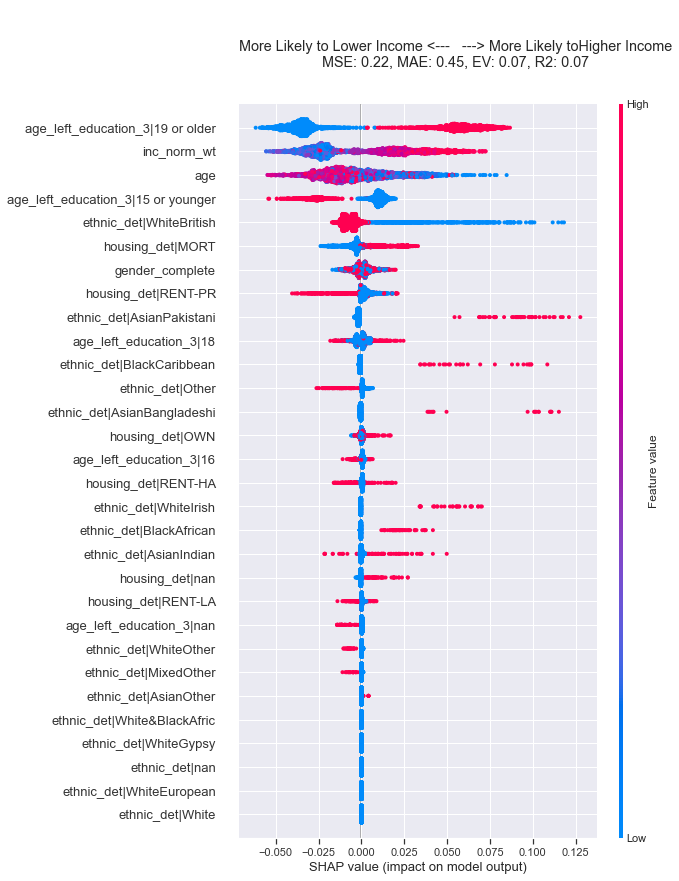 More Likely to Lower Income <---   ---> More Likely toHigher Income
MSE: 0.22, MAE: 0.45, EV: 0.07, R2: 0.07
High
age_left_education_3|19 or older
inc_norm_wt
age
age_left_education_3|15 or younger
ethnic_det|WhiteBritish
housing_det|MORT
gender_complete
housing_det|RENT-PR
ethnic_det|AsianPakistani
age_left_education_3|18
ethnic_det|BlackCaribbean
ethnic_det|Other
ethnic_det|AsianBangladeshi
housing_det|OWN
age_left_education_3|16
housing_det|RENT-HA
ethnic_det|WhiteIrish
ethnic_det|BlackAfrican
ethnic_det|AsianIndian
housing_det|nan
housing_det|RENT-LA
age_left_education_3|nan
ethnic_det|WhiteOther
ethnic_det|MixedOther
ethnic_det|AsianOther
ethnic_det|White&BlackAfric
ethnic_det|WhiteGypsy
ethnic_det|nan
ethnic_det|WhiteEuropean
ethnic_det|White
Feature value
Low
−0.050 −0.025 0.000 0.025 0.050 0.075 0.100 0.125
SHAP value (impact on model output)